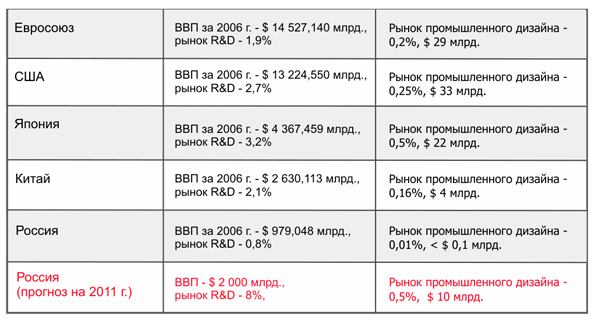 Евросоюз
ВВП за 2006 г. - $ 14 527,140 млрд.,
рынок R&D - 1,9%
Рынок промышленного дизайна -
0,2%, $ 29 млрд.
США
ВВП за 2006 г. - $ 13 224,550 млрд.,
рынок R&D - 2,7%
Рынок промышленного дизайна -
0,25%, $ 33 млрд.
Япония
ВВП за 2006 г. - $ 4 367,459 млрд.,
рынок R&D - 3,2%
Рынок промышленного дизайна -
0,5%, $ 22 млрд.
Китай
ВВП за 2006 г. - $ 2 630,113 млрд.,
рынок R&D - 2,1%
Рынок промышленного дизайна -
0,16%, $ 4 млрд.
Россия
ВВП за 2006 г. - $ 979,048 млрд.,
рынок R&D - 0,8%
Рынок промышленного дизайна -
0,01%, < $ 0,1 млрд.
Россия
(прогноз на 2011 г.)
ВВП - $ 2 000 млрд.,
рынок R&D - 8%,
Рынок промышленного дизайна -
0,5%, $ 10 млрд.